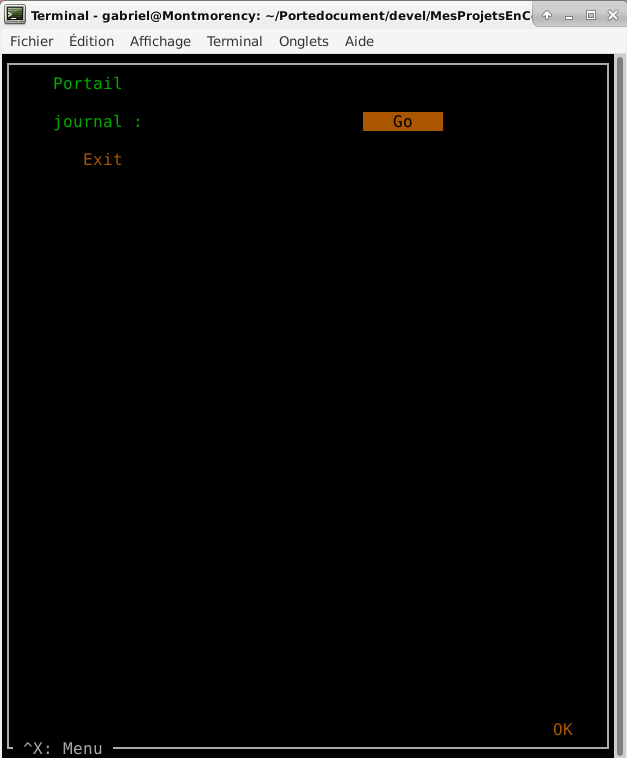 Terminal - gabriel@Montmorency: ~/Portedocument/devel/MesProjetsEnC
Fichier Édition Affichage Terminal Onglets Aide
Portail
journal : Go
Exit
OK
^X: Menu